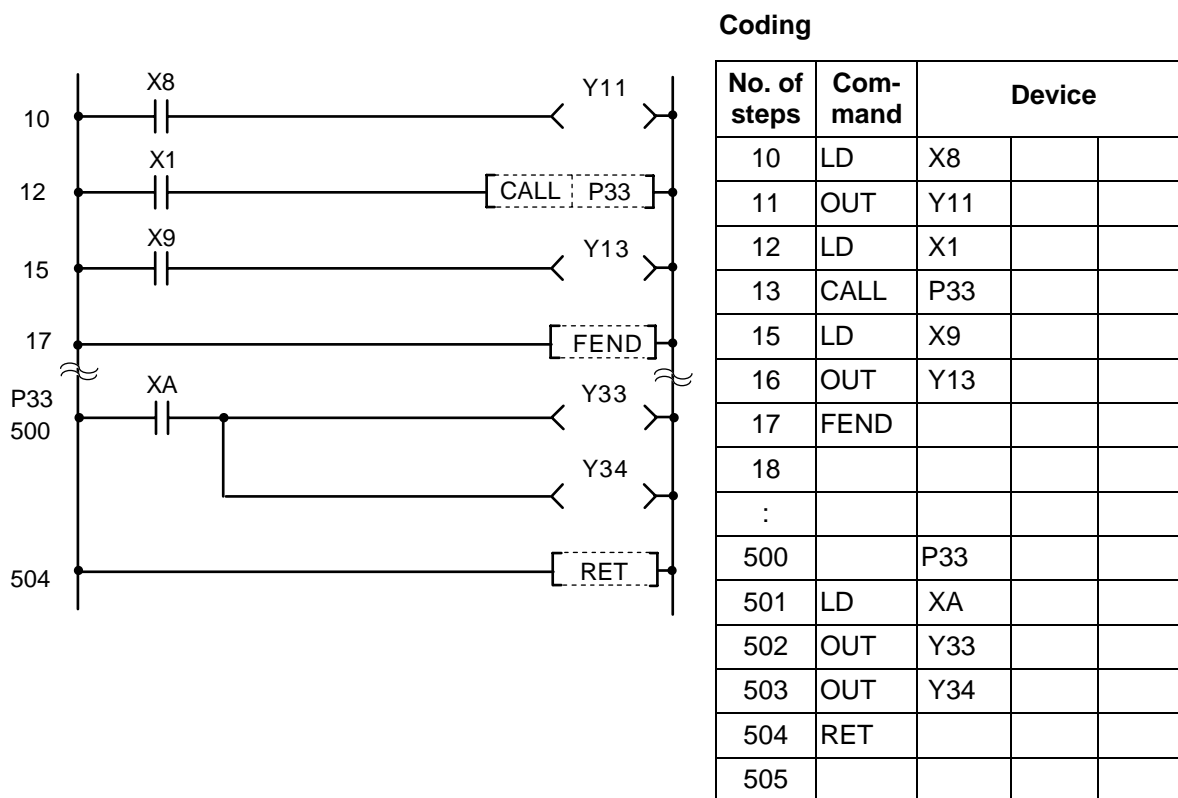 Coding
X8
Y11
10
X1
12
CALL P33
X9
Y13
15
17
FEND
P33
500
XA
Y33
Y34
504
RET
No. of steps Com-mand Device
10 LD X8
11 OUT Y11
12 LD X1
13 CALL P33
15 LD X9
16 OUT Y13
17 FEND
18
:
500 P33
501 LD XA
502 OUT Y33
503 OUT Y34
504 RET
505